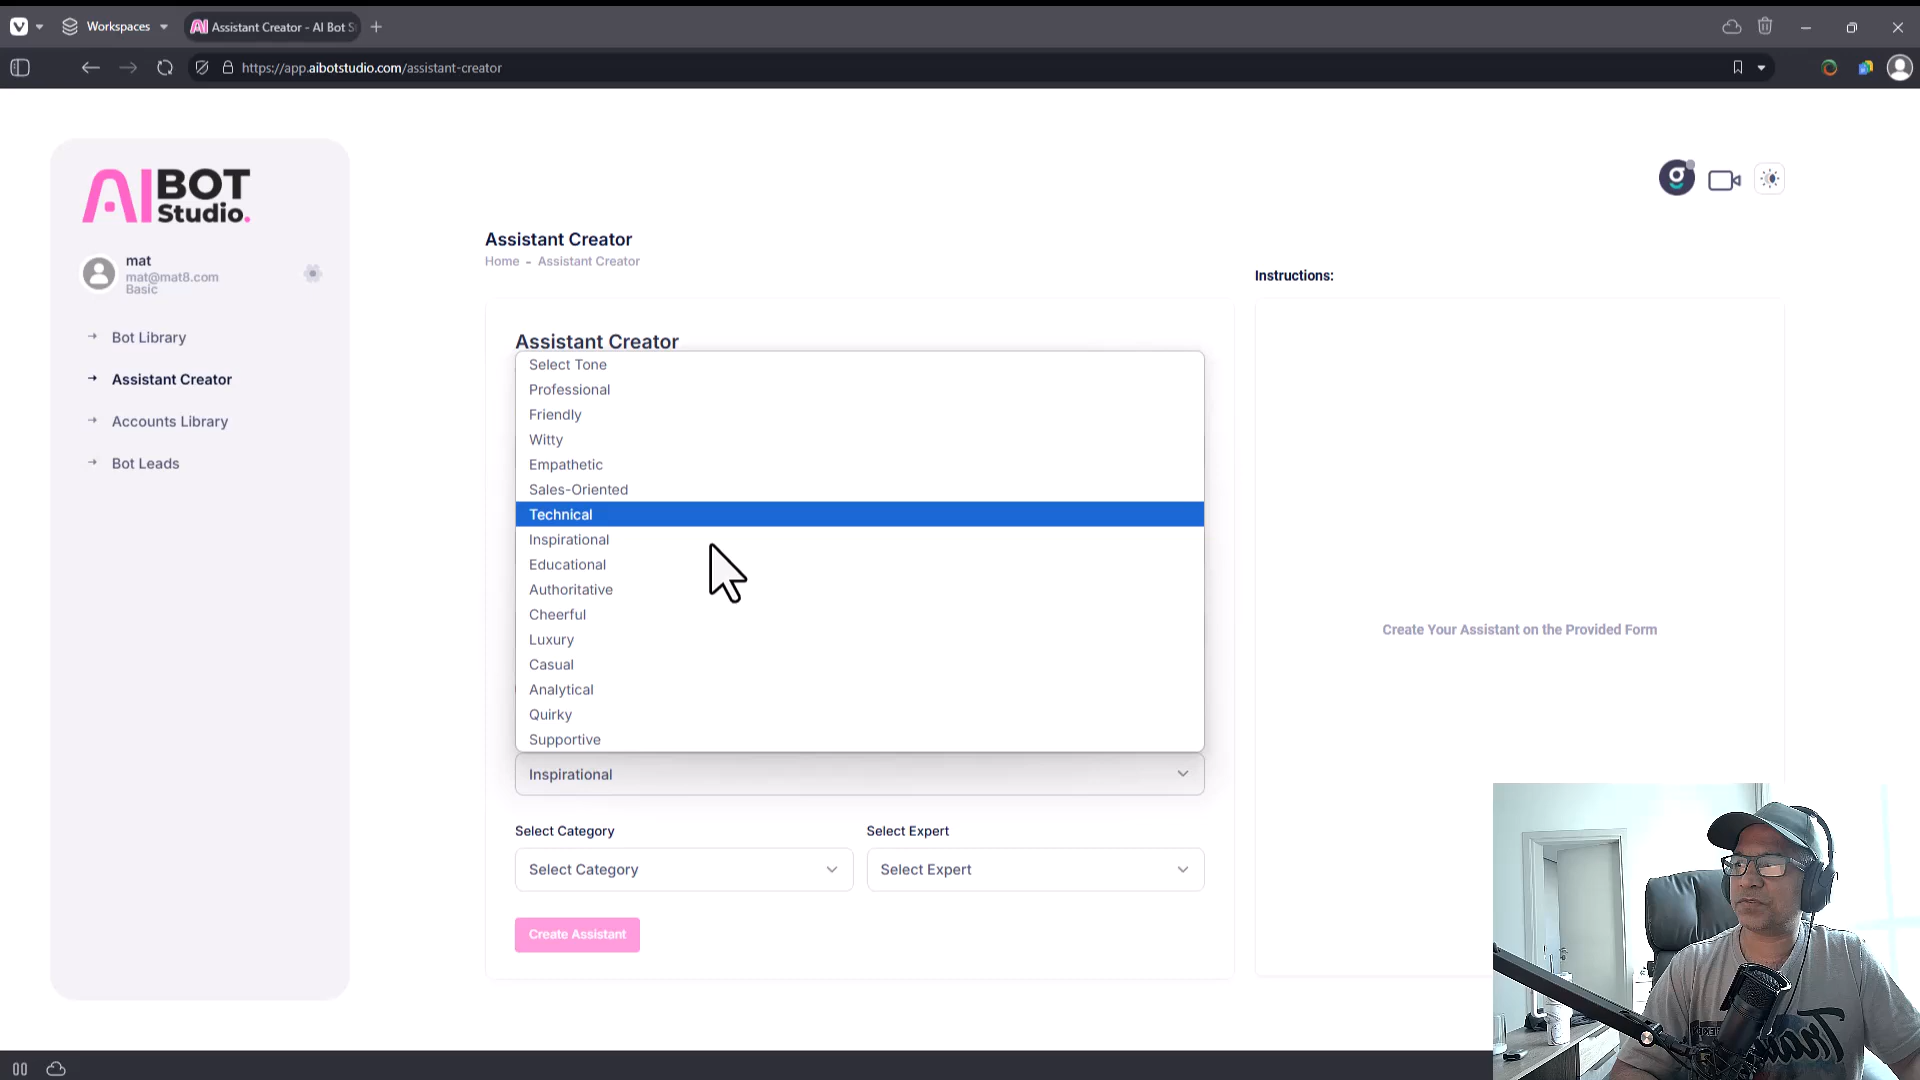 Workspaces
Assistant Creator - AI Bot S
https://app.aibotstudio.com/assistant-creator
AI BOT
Studio.
mat
mat@mat8.com
Basic
Bot Library
Assistant Creator
Accounts Library
Bot Leads
Assistant Creator
Home - Assistant Creator
Instructions:
Assistant Creator
Select Tone
Professional
Friendly
Witty
Empathetic
Sales-Oriented
Technical
Inspirational
Educational
Authoritative
Cheerful
Luxury
Casual
Analytical
Quirky
Supportive
Inspirational
Select Category
Select Expert
Select Category
Select Expert
Create Assistant
Create Your Assistant on the Provided Form